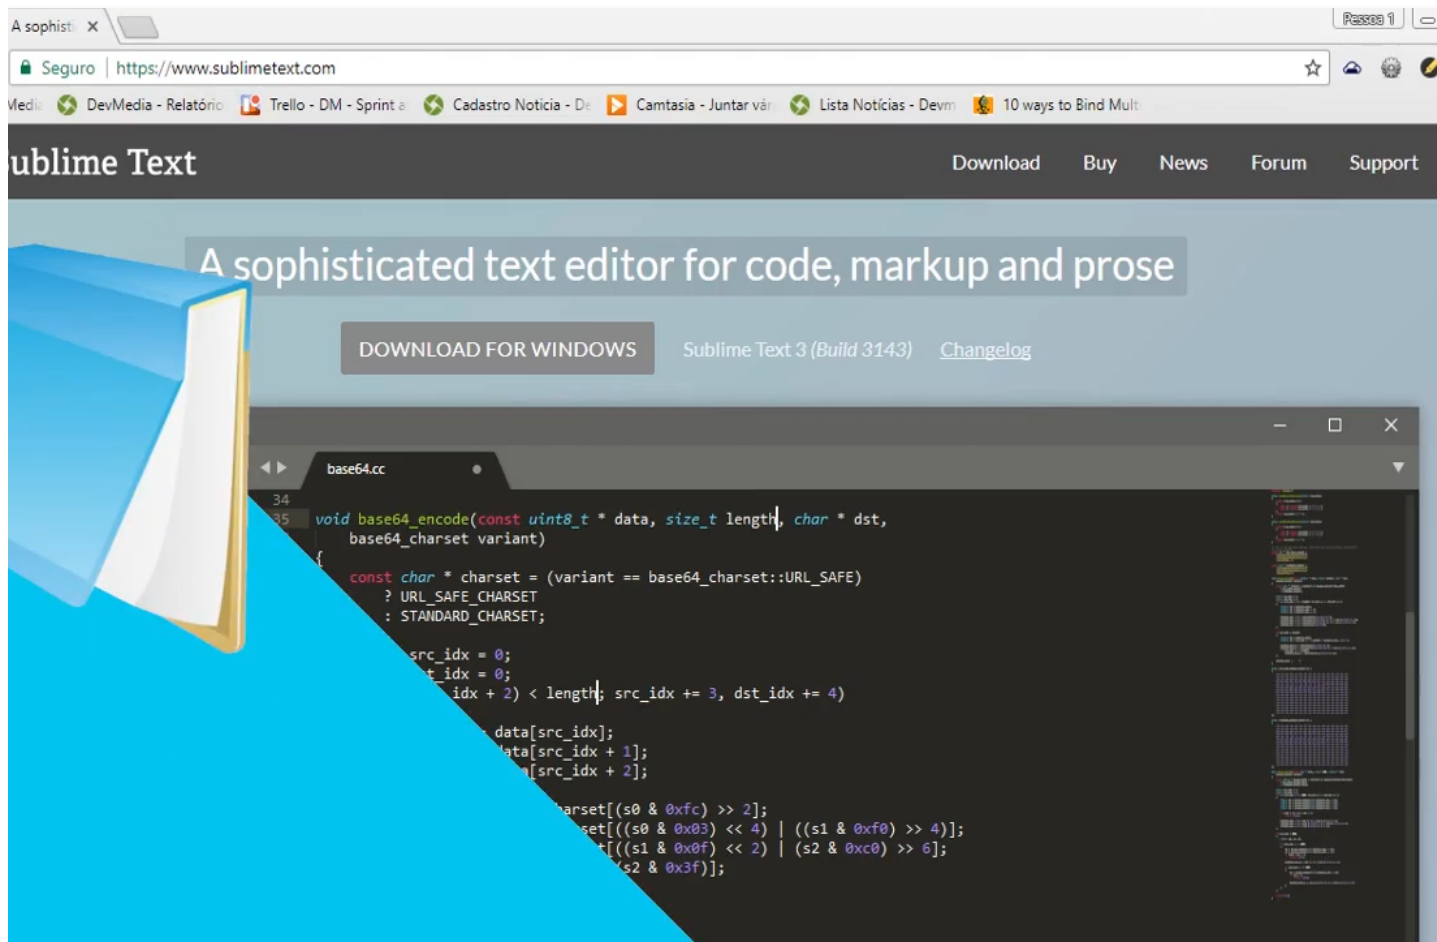 A sophisti
Pessoa 1
Seguro https://www.sublimetext.com
Medi DevMedia - Relatório Trello - DM - Sprint a Cadastro Noticia - De Camtasia - Juntar vár Lista Notícias - Devm 10 ways to Bind Mult
ublime Text
Download Buy News Forum Support
A sophisticated text editor for code, markup and prose
DOWNLOAD FOR WINDOWS Sublime Text 3 (Build 3143) Changelog
base64.cc
34
35 void base64_encode(const uint8_t * data, size_t length, char * dst,
base64_charset variant)
{
const char * charset = (variant == base64_charset::URL_SAFE)
? URL_SAFE_CHARSET
: STANDARD_CHARSET;
src_idx = 0;
t_idx = 0;
idx + 2) < length; src_idx += 3, dst_idx += 4)
data[src_idx];
ata[src_idx + 1];
[src_idx + 2];
arset[(s0 & 0xfc) >> 2];
set[((s0 & 0x03) << 4) | ((s1 & 0xf0) >> 4)];
t[((s1 & 0x0f) << 2) | (s2 & 0xc0) >> 6];
(s2 & 0x3f)];